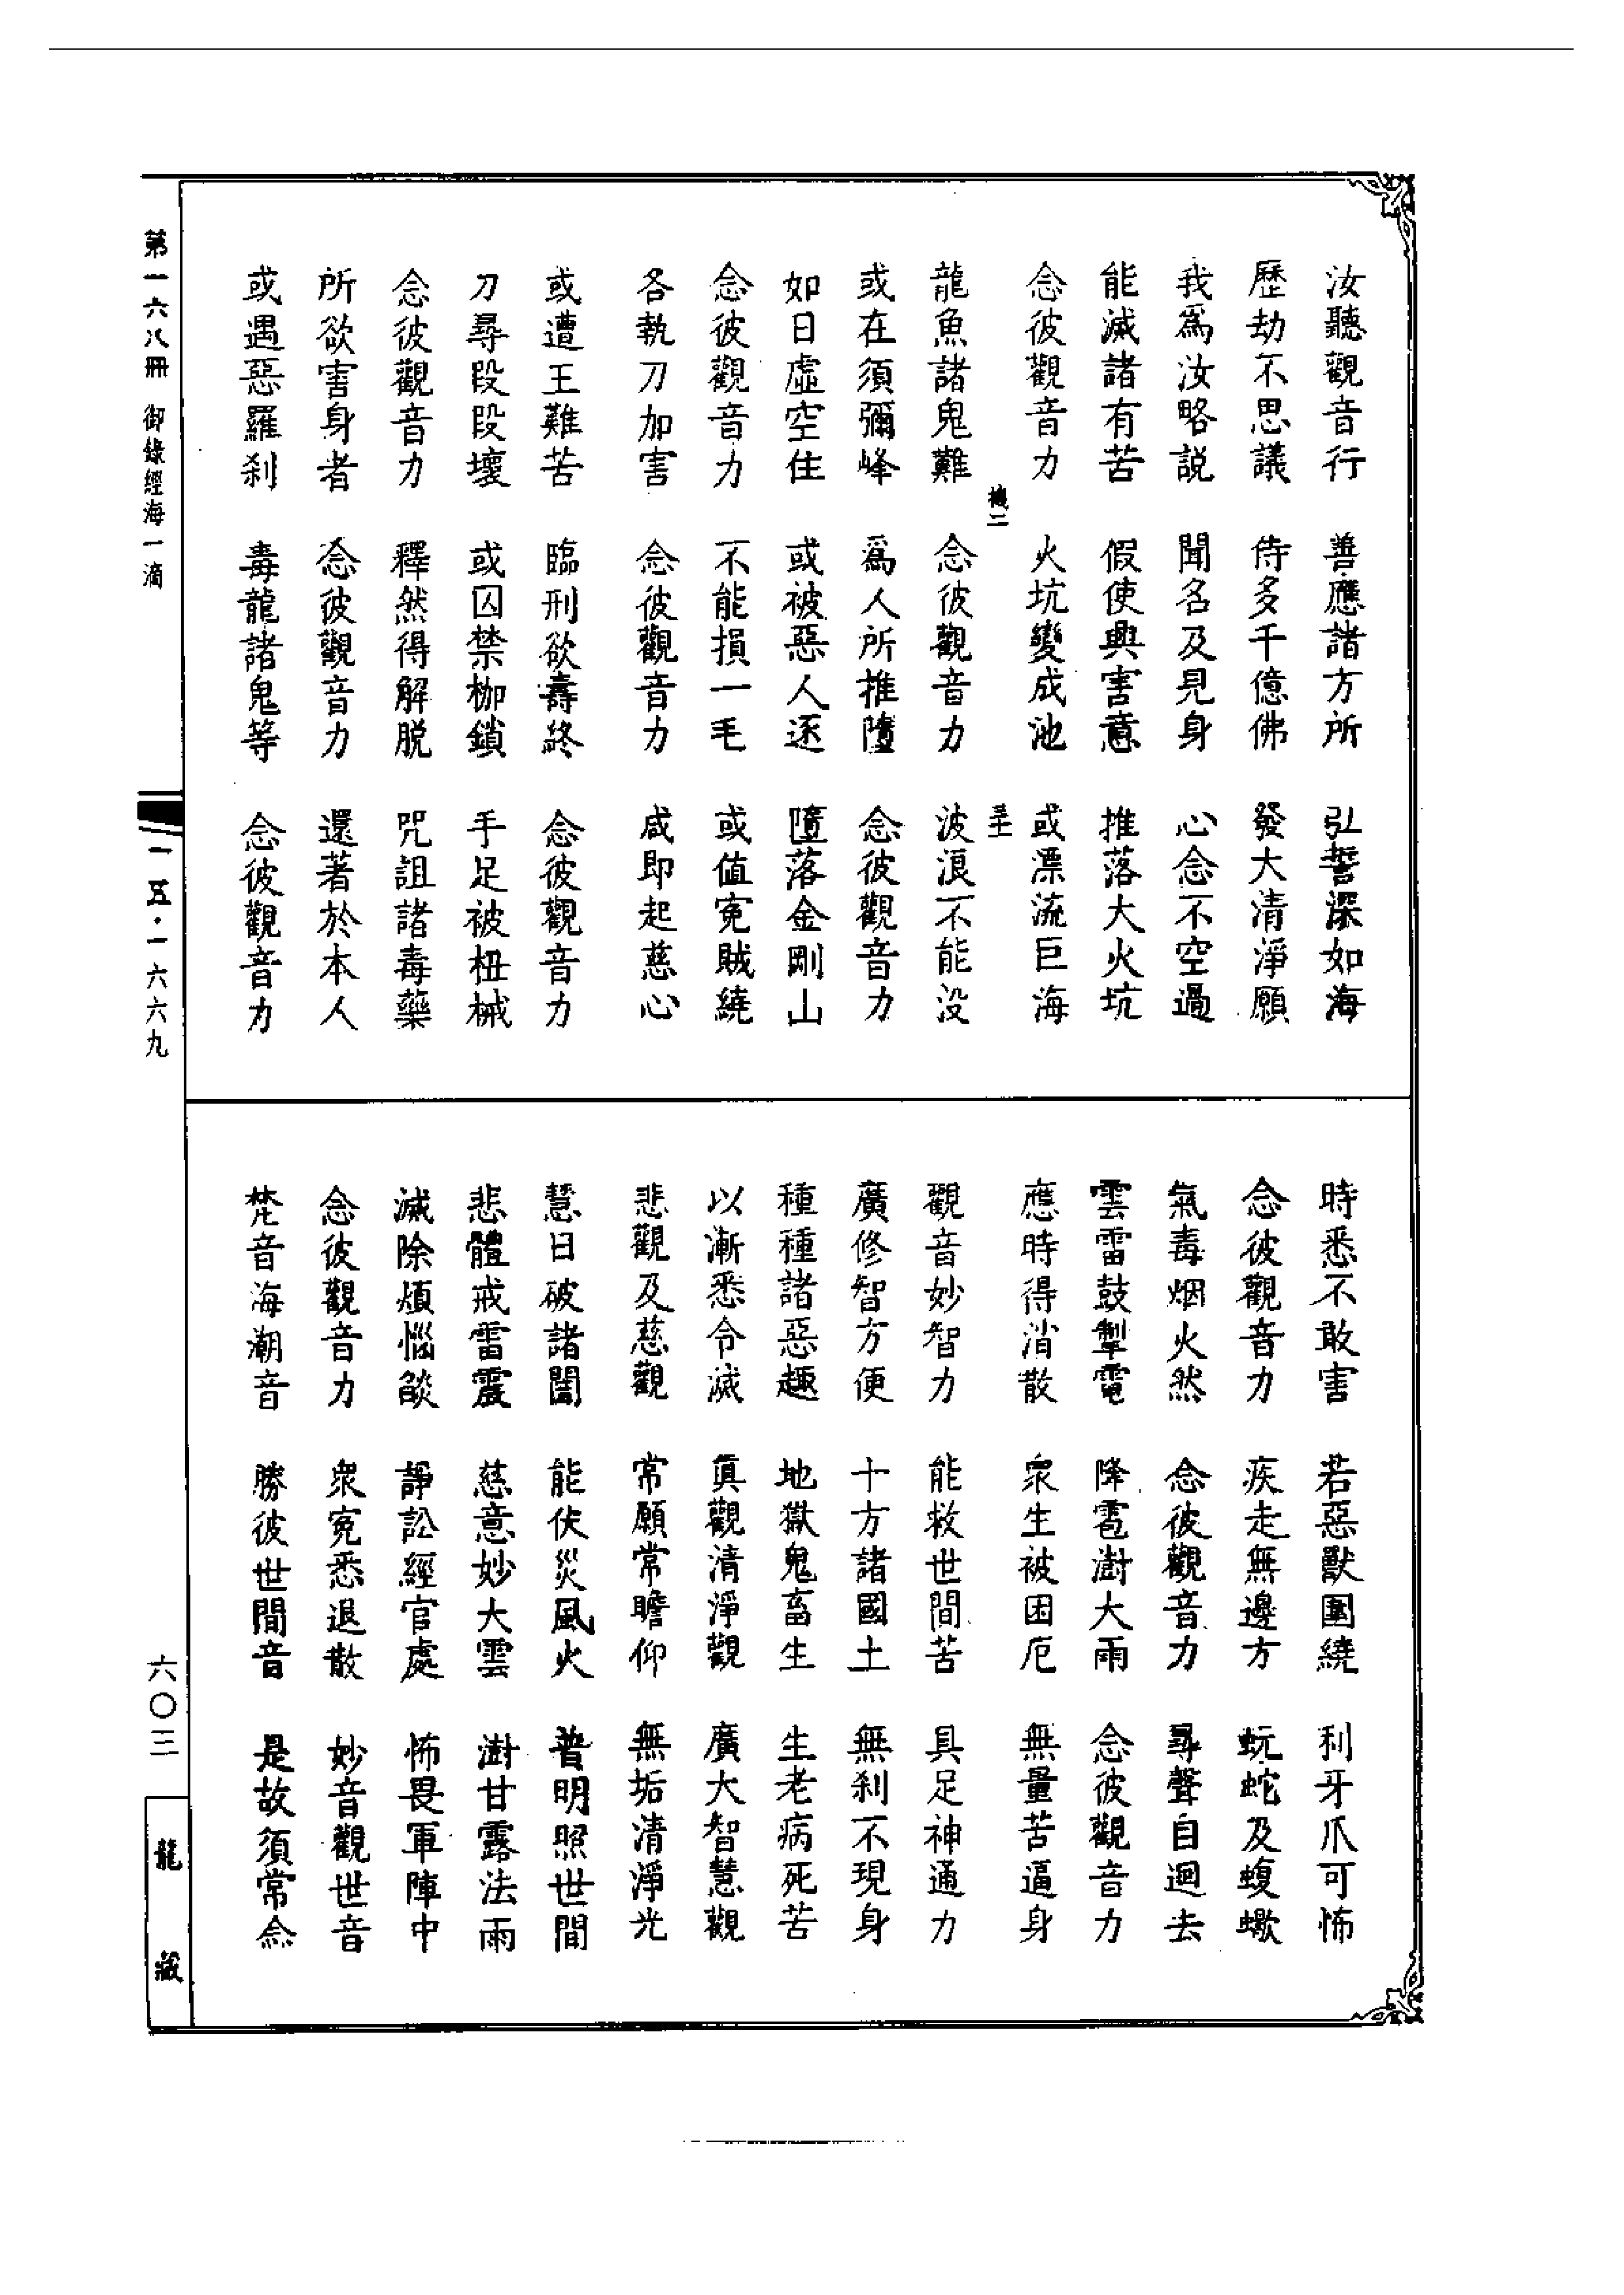 汝聽觀音行　善應諸方所　弘誓深如海
歷劫不思議　侍多千億佛　發大清淨願
我爲汝略説　聞名及見身　心念不空過
能滅諸有苦　假使興害意　推落大火坑
念彼觀音力　火坑變成池　或漂流巨海
機三
龍魚諸鬼難　念彼觀音力　波浪不能没
或在須彌峰　爲人所推墮　念彼觀音力
如日虛空住　或被惡人逐　墮落金剛山
念彼觀音力　不能損一毛　或值寃賊繞
各執刀加害　念彼觀音力　咸即起慈心
或遭王難苦　臨刑欲壽終　念彼觀音力
刀尋段段壞　或囚禁枷鎖　手足被杻械
念彼觀音力　釋然得解脱　咒詛諸毒藥
所欲害身者　念彼觀音力　還著於本人
或遇惡羅刹　毒龍諸鬼等　念彼觀音力
時悉不敢害　若惡獸圍繞　利牙爪可怖
念彼觀音力　疾走無邊方　蚖蛇及蝮蠍
氣毒烟火然　念彼觀音力　尋聲自迴去
雲雷鼓掣電　降雹澍大雨　念彼觀音力
應時得消散　衆生被困厄　無量苦逼身
觀音妙智力　能救世間苦　具足神通力
廣修智方便　十方諸國土　無刹不現身
種種諸惡趣　地獄鬼畜生　生老病死苦
以漸悉令滅　眞觀清淨觀　廣大智慧觀
悲觀及慈觀　常願常瞻仰　無垢清淨光
慧日破諸闇　能伏災風火　普明照世間
悲體戒雷震　慈意妙大雲　澍甘露法雨
滅除煩惱燄　諍訟經官處　怖畏軍陣中
念彼觀音力　衆寃悉退散　妙音觀世音
梵音海潮音　勝彼世間音　是故須常念
第一六八冊　御錄經海一滴
一五·一六六九
六〇三
龍藏